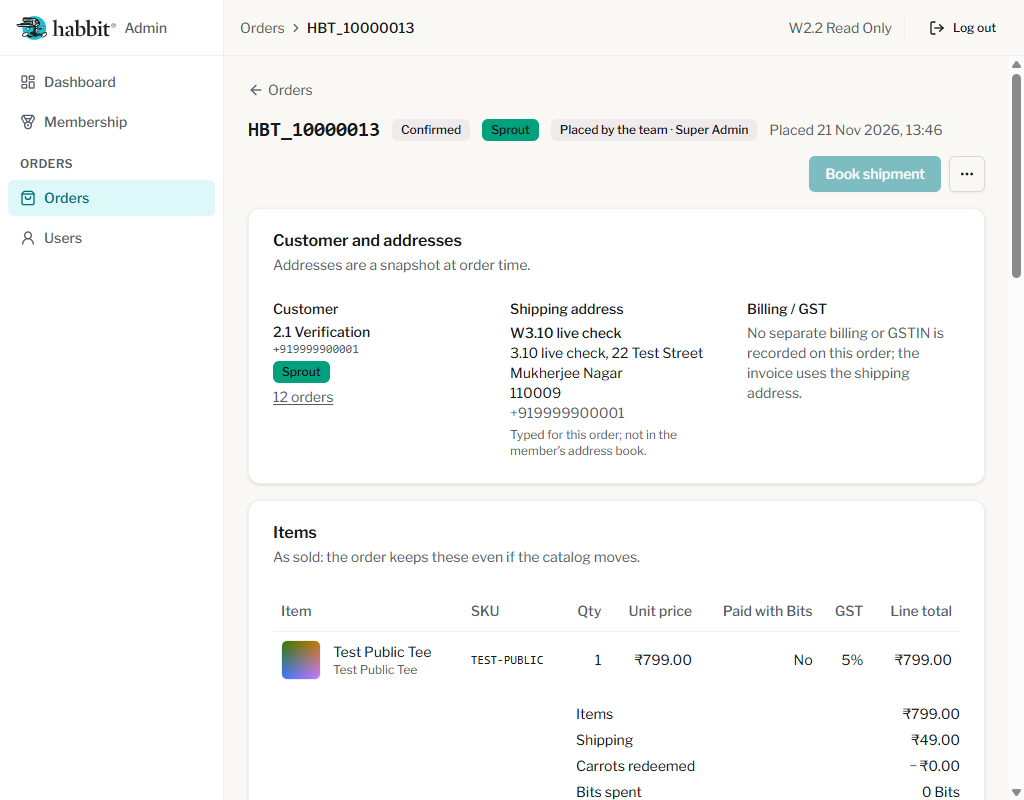 habbit® Admin
Orders > HBT_10000013
W2.2 Read Only
Log out
Dashboard
Membership
ORDERS
Orders
Users
← Orders
HBT_10000013 Confirmed Sprout Placed by the team · Super Admin Placed 21 Nov 2026, 13:46
Book shipment ···
Customer and addresses
Addresses are a snapshot at order time.
Customer
2.1 Verification
+919999900001
Sprout
12 orders
Shipping address
W3.10 live check
3.10 live check, 22 Test Street
Mukherjee Nagar
110009
+919999900001
Typed for this order; not in the
member's address book.
Billing / GST
No separate billing or GSTIN is
recorded on this order; the
invoice uses the shipping
address.
Items
As sold: the order keeps these even if the catalog moves.
Item SKU Qty Unit price Paid with Bits GST Line total
Test Public Tee
Test Public Tee
TEST-PUBLIC 1 ₹799.00 No 5% ₹799.00
Items ₹799.00
Shipping ₹49.00
Carrots redeemed −₹0.00
Bits spent 0 Bits